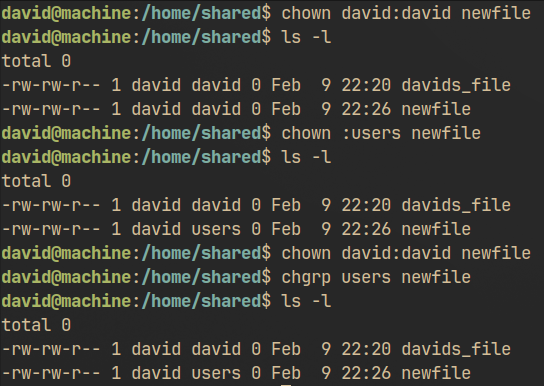 david@machine:/home/shared$ chown david:david newfile
david@machine:/home/shared$ ls -l
total 0
-rw-rw-r-- 1 david david 0 Feb  9 22:20 davids_file
-rw-rw-r-- 1 david david 0 Feb  9 22:26 newfile
david@machine:/home/shared$ chown :users newfile
david@machine:/home/shared$ ls -l
total 0
-rw-rw-r-- 1 david david 0 Feb  9 22:20 davids_file
-rw-rw-r-- 1 david users 0 Feb  9 22:26 newfile
david@machine:/home/shared$ chown david:david newfile
david@machine:/home/shared$ chgrp users newfile
david@machine:/home/shared$ ls -l
total 0
-rw-rw-r-- 1 david david 0 Feb  9 22:20 davids_file
-rw-rw-r-- 1 david users 0 Feb  9 22:26 newfile